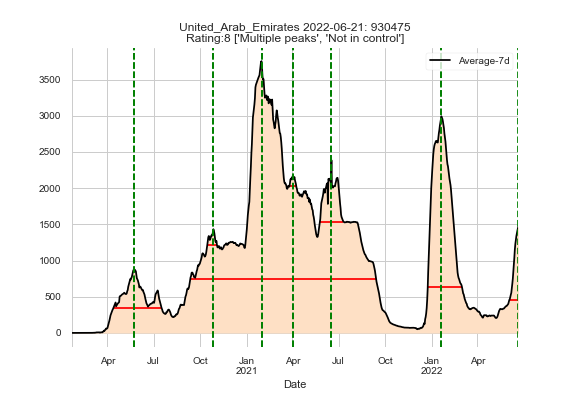 United_Arab_Emirates 2022-06-21: 930475
Rating:8 ['Multiple peaks', 'Not in control']
Average-7d
3500
3000
2500
2000
1500
1000
500
0
Apr
Jul
Oct
Jan
2021
Apr
Jul
Oct
Jan
2022
Apr
Date